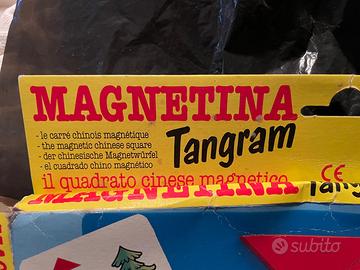 MAGNETINA
- le carré chinois magnétique
- the magnetic chinese square
- der chinesische Magnetwürfel
- el cuadrado chino magnético
Tangram
il quadrato cinese magnetico
CE
MAGNETINA
subito